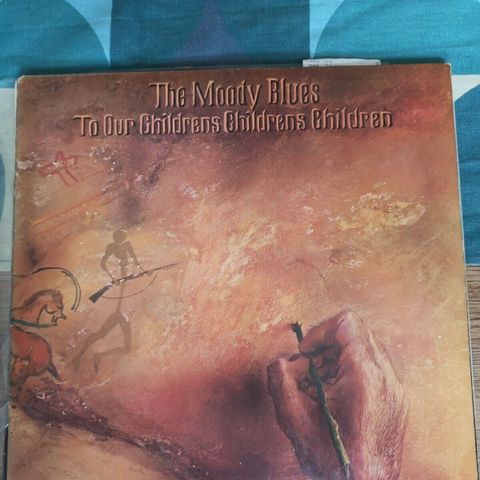 The Moody Blues
To Our Childrens Childrens Children